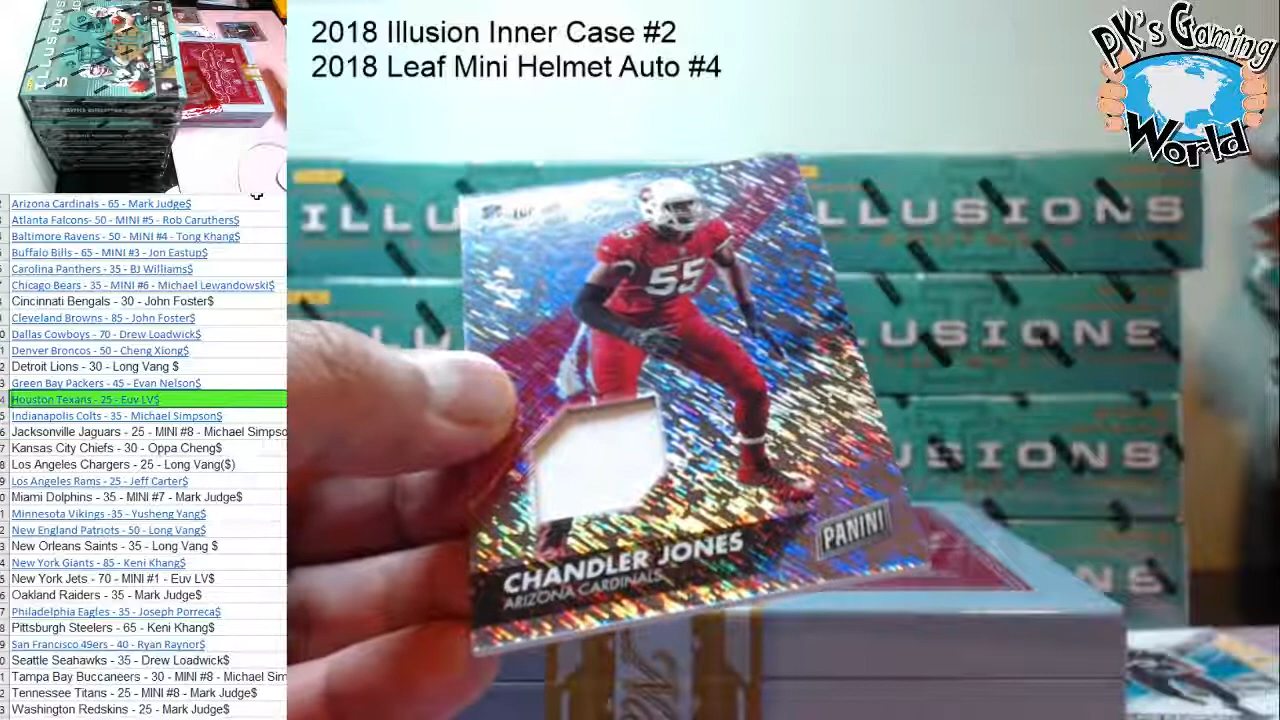 2018 Illusion Inner Case #2
2018 Leaf Mini Helmet Auto #4
PK's Gaming
World
ILLUSIONS
Arizona Cardinals - 65 - Mark Judge$
Atlanta Falcons- 50 - MINI #5 - Rob Caruthers$
Baltimore Ravens - 50 - MINI #4 - Tong Khang$
Buffalo Bills - 65 - MINI #3 - Jon Eastup$
Carolina Panthers - 35 - BJ Williams$
Chicago Bears - 35 - MINI #6 - Michael Lewandowski$
Cincinnati Bengals - 30 - John Foster$
Cleveland Browns - 85 - John Foster$
Dallas Cowboys - 70 - Drew Loadwick$
Denver Broncos - 50 - Cheng Xiong$
Detroit Lions - 30 - Long Vang $
Green Bay Packers - 45 - Evan Nelson$
Houston Texans - 25 - Euv LV$
Indianapolis Colts - 35 - Michael Simpson$
Jacksonville Jaguars - 25 - MINI #8 - Michael Simpso
Kansas City Chiefs - 30 - Oppa Cheng$
Los Angeles Chargers - 25 - Long Vang($)
Los Angeles Rams - 25 - Jeff Carter$
Miami Dolphins - 35 - MINI #7 - Mark Judge$
Minnesota Vikings -35 - Yusheng Yang$
New England Patriots - 50 - Long Vang$
New Orleans Saints - 35 - Long Vang $
New York Giants - 85 - Keni Khang$
New York Jets - 70 - MINI #1 - Euv LV$
Oakland Raiders - 35 - Mark Judge$
Philadelphia Eagles - 35 - Joseph Porreca$
Pittsburgh Steelers - 65 - Keni Khang$
San Francisco 49ers - 40 - Ryan Raynor$
Seattle Seahawks - 35 - Drew Loadwick$
Tampa Bay Buccaneers - 30 - MINI #8 - Michael Sim
Tennessee Titans - 25 - MINI #8 - Mark Judge$
Washington Redskins - 25 - Mark Judge$
ILLU
LLUSIONS
LLUSIONE
USIONS
55
PANINI
CHANDLER JONES
ARIZONA CARDINALS